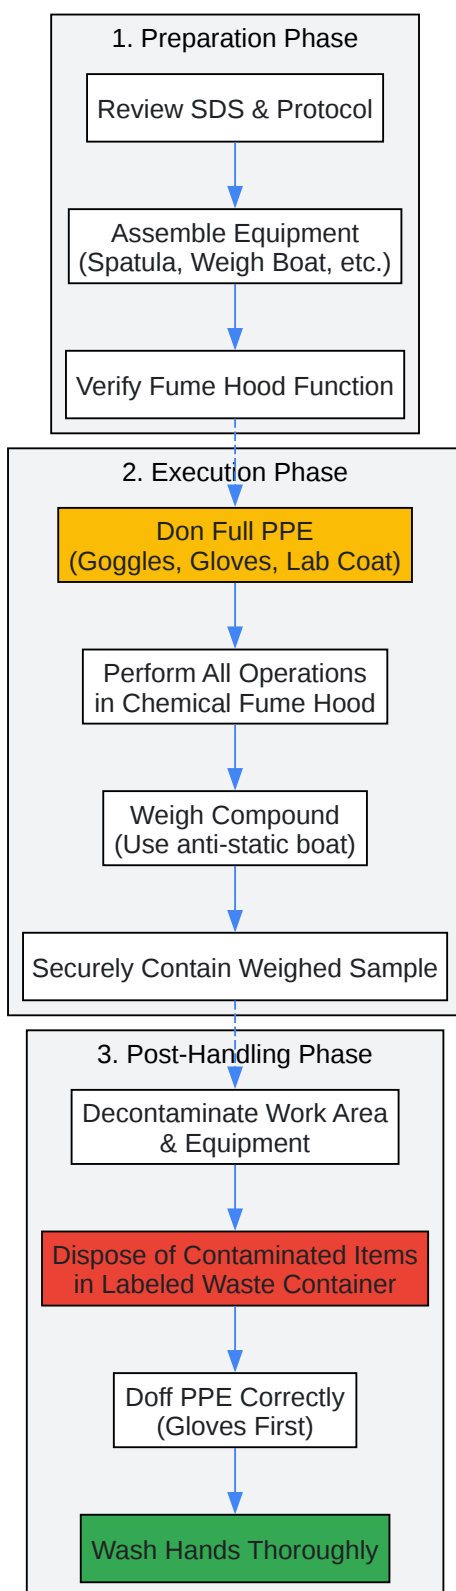 1. Preparation Phase
Review SDS & Protocol
Assemble Equipment
(Spatula, Weigh Boat, etc.)
Verify Fume Hood Function
2. Execution Phase
Don Full PPE
(Goggles, Gloves, Lab Coat)
Perform All Operations
in Chemical Fume Hood
Weigh Compound
(Use anti-static boat)
Securely Contain Weighed Sample
3. Post-Handling Phase
Decontaminate Work Area
& Equipment
Dispose of Contaminated Items
in Labeled Waste Container
Doff PPE Correctly
(Gloves First)
Wash Hands Thoroughly